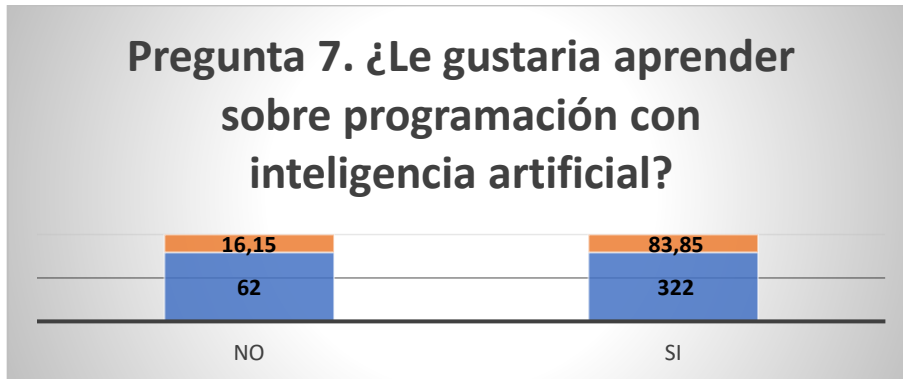 Pregunta 7. ¿Le gustaria aprender
sobre programación con
inteligencia artificial?
16,15
83,85
62
322
NO
SI